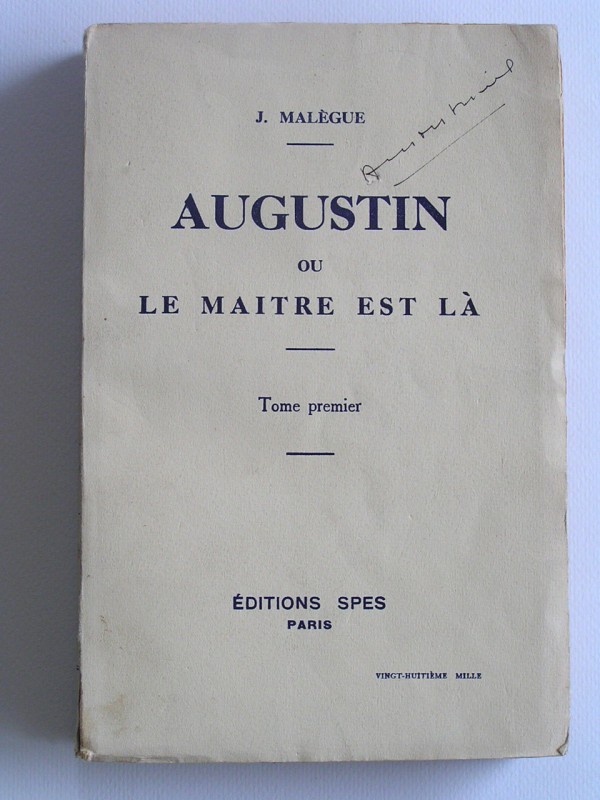 J. MALÈGUE
AUGUSTIN
OU
LE MAITRE EST LÀ
Tome premier
ÉDITIONS SPES
PARIS
VINGT-HUITIÈME MILLE